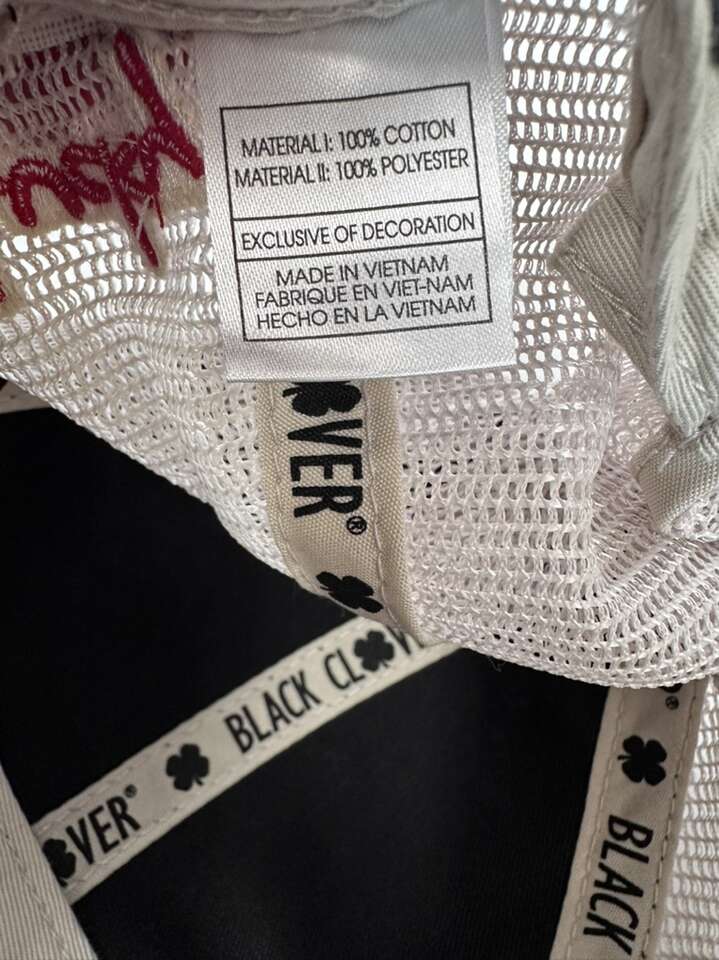 MATERIAL I: 100% COTTON
MATERIAL II: 100% POLYESTER
EXCLUSIVE OF DECORATION
MADE IN VIETNAM
FABRIQUE EN VIET-NAM
HECHO EN LA VIETNAM
VER®
BLACK CL VER
VER®
®
BLACK